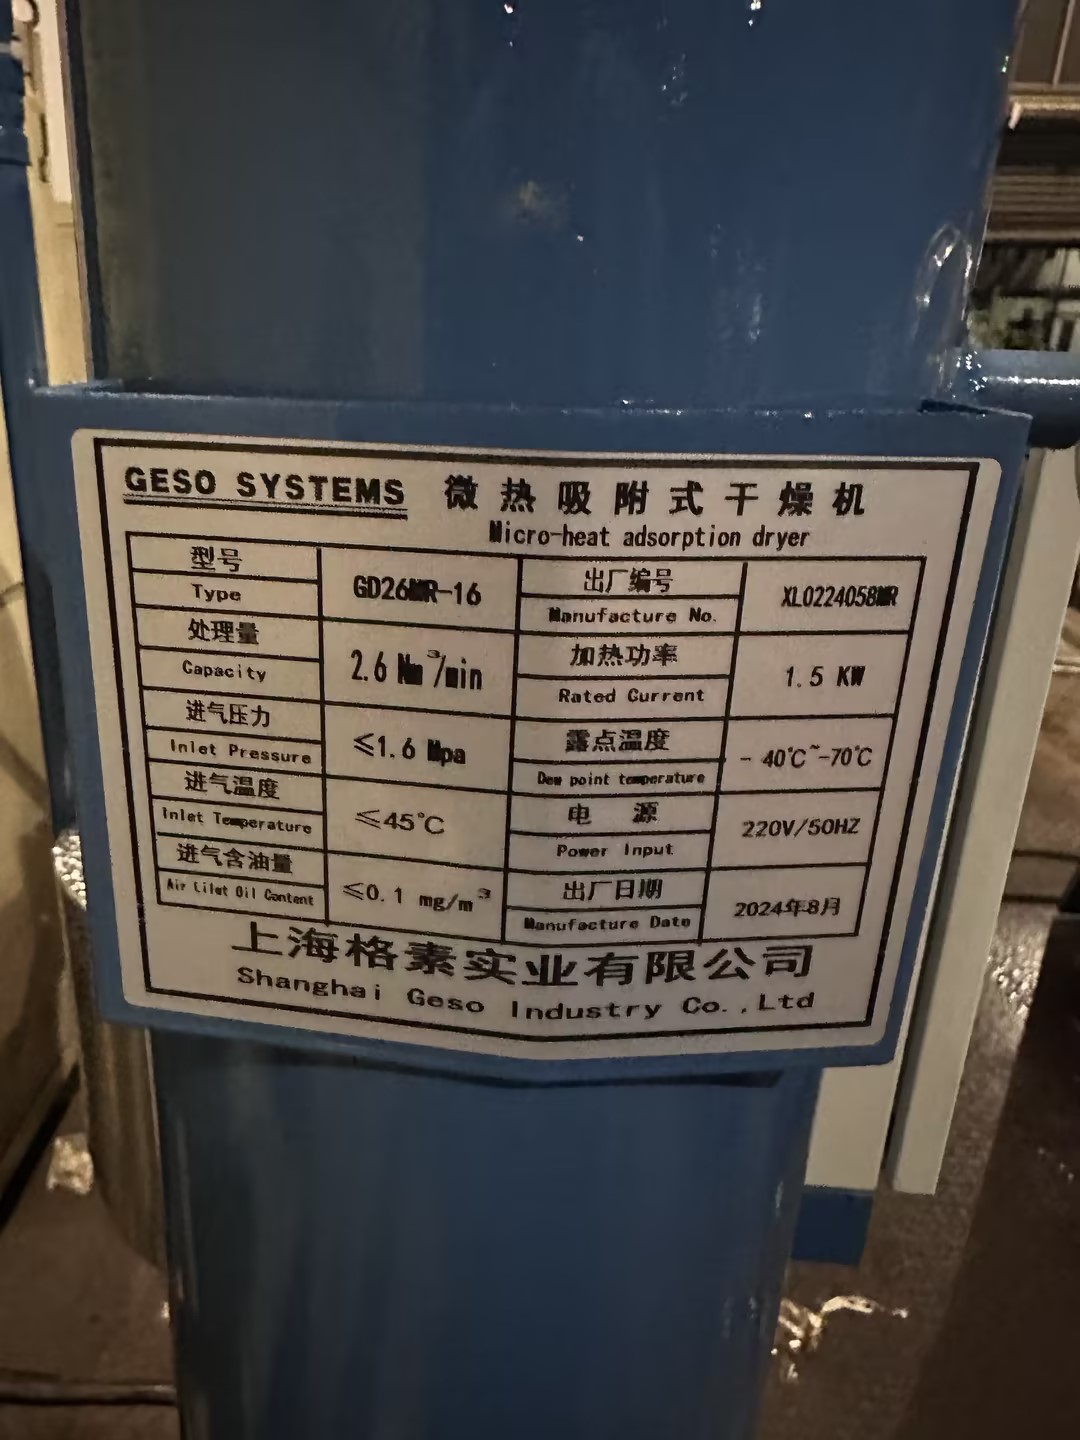 GESO SYSTEMS 微热吸附式干燥机
Micro-heat adsorption dryer
型号
Type
GD26MR-16
出厂编号
Manufacture No.
XL0224058MR
处理量
Capacity
2.6 Nm³/min
加热功率
Rated Current
1.5 KW
进气压力
Inlet Pressure
≤1.6 Mpa
露点温度
Dew point temperature
- 40℃~-70℃
进气温度
Inlet Temperature
≤45℃
电 源
Power Input
220V/50HZ
进气含油量
Air Lilet Oil Content
≤0.1 mg/m³
出厂日期
Manufacture Date
2024年8月
上海格素实业有限公司
Shanghai Geso Industry Co.,Ltd